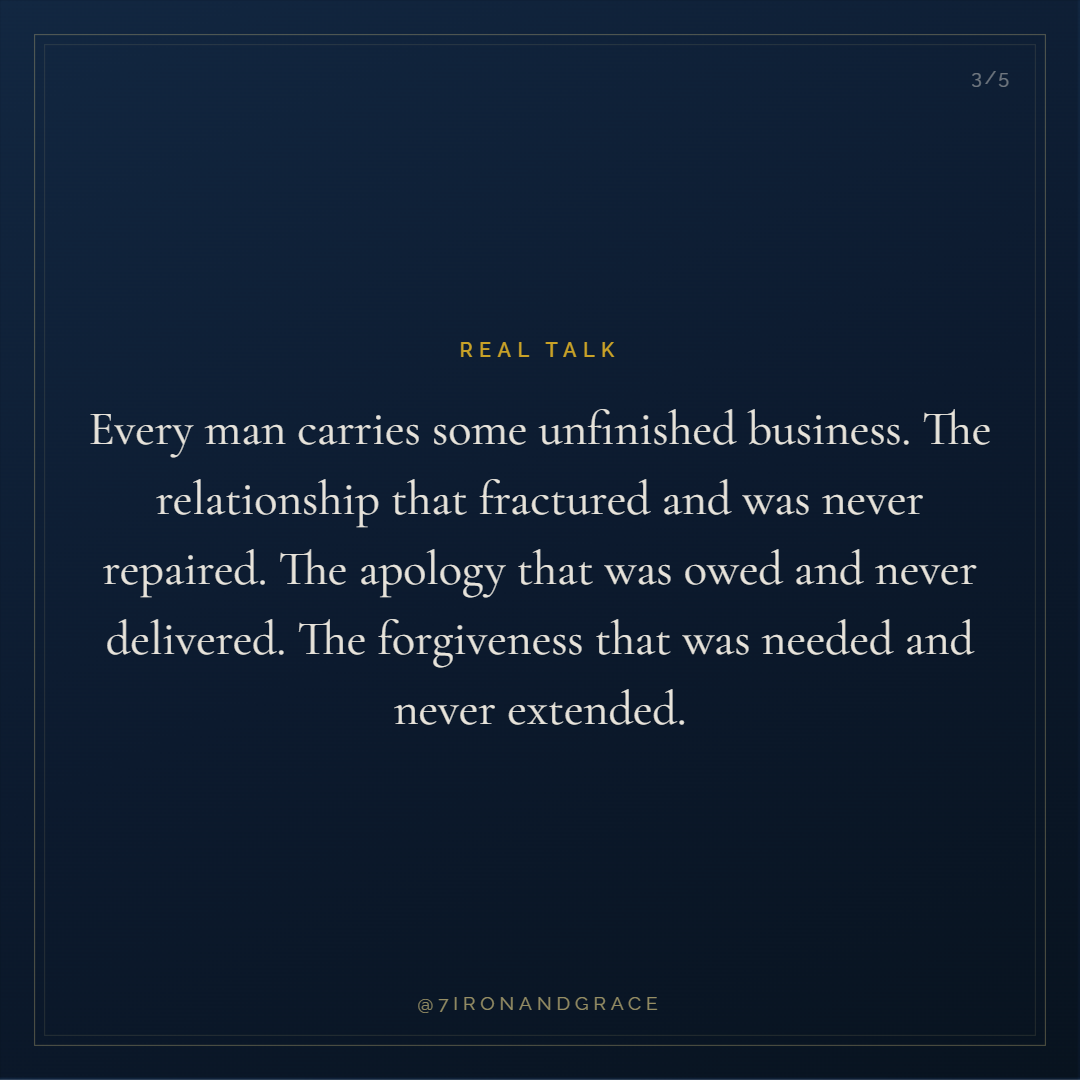 3/5
REAL TALK
Every man carries some unfinished business. The
relationship that fractured and was never
repaired. The apology that was owed and never
delivered. The forgiveness that was needed and
never extended.
@7IRONANDGRACE